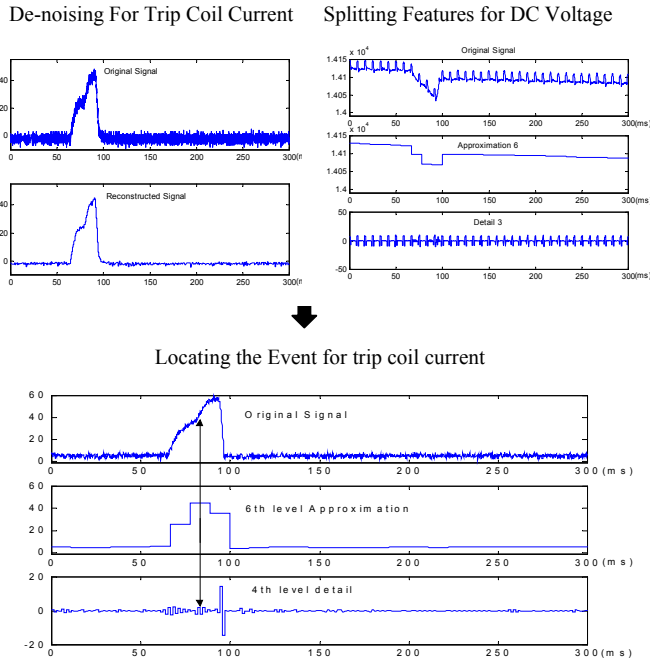 De-noising For Trip Coil Current
Splitting Features for DC Voltage
Original Signal
40
20
0
0 50 100 150 200 250 300(m
Reconstructed Signal
40
20
0
0 50 100 150 200 250 300(m
x 10^4
Original Signal
1.415
1.41
1.405
1.4
0 50 100 150 200 250 300(ms)
x 10^4
Approximation 6
1.415
1.41
1.405
1.4
0 50 100 150 200 250 300(ms)
Detail 3
50
0
-50
0 50 100 150 200 250 300(ms)
Locating the Event for trip coil current
60
Original Signal
40
20
0
0 50 100 150 200 250 300(ms)
60
6th level Approximation
40
20
0
0 50 100 150 200 250 300(ms)
20
4th level detail
0
-20
0 50 100 150 200 250 300(ms)